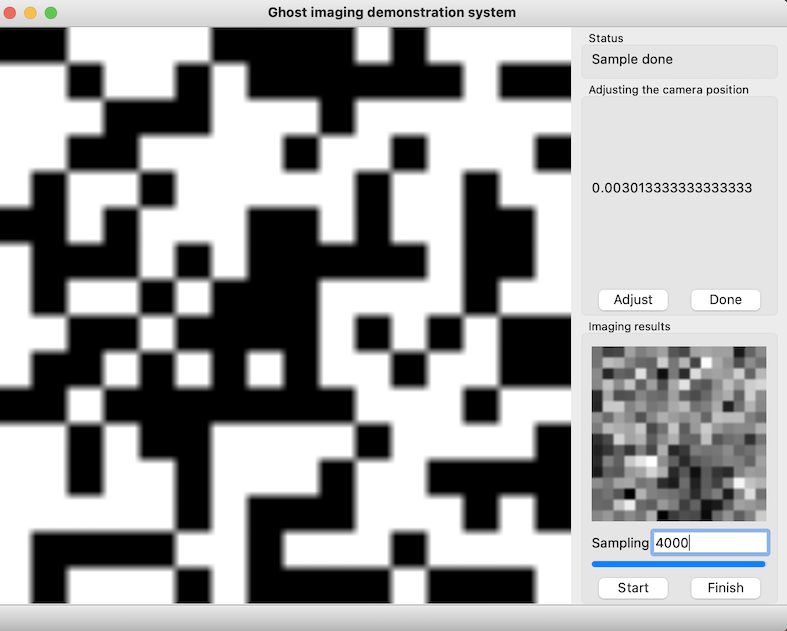 Ghost imaging demonstration system
Status
Sample done
Adjusting the camera position
0.003013333333333333
Adjust
Done
Imaging results
Sampling 4000
Start
Finish